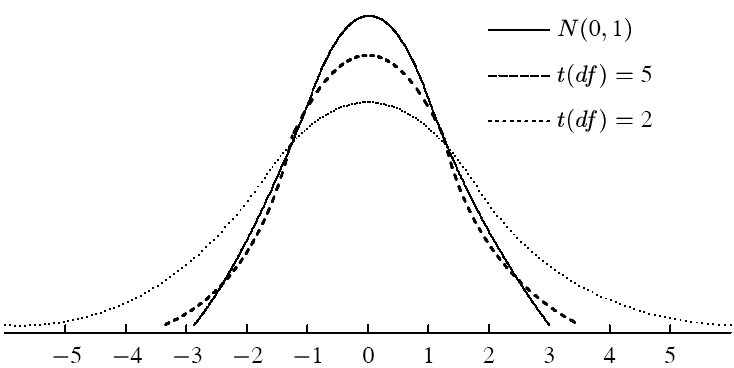 N(0, 1)
t(df) = 5
t(df) = 2
−5 −4 −3 −2 −1 0 1 2 3 4 5